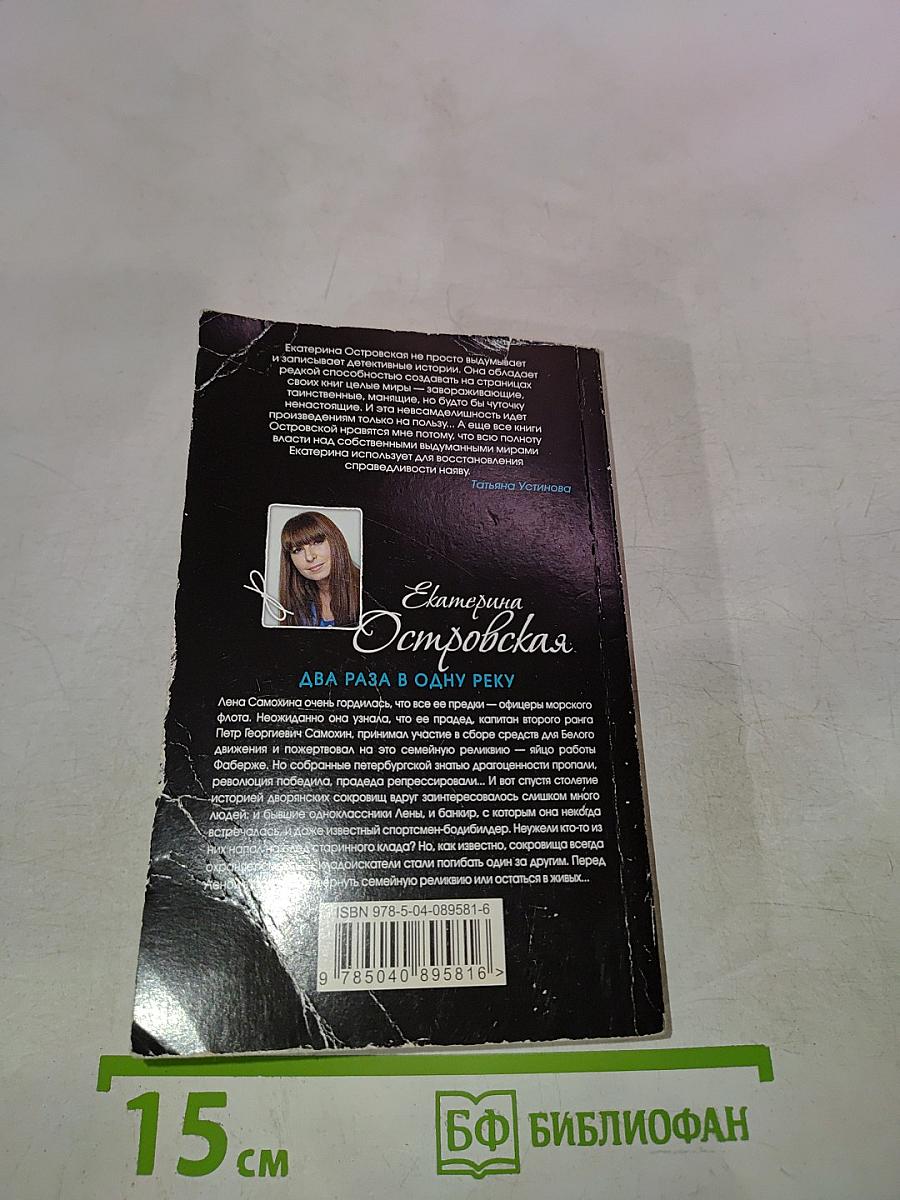 Екатерина Островская не просто выдумывает
и записывает детективные истории. Она обладает
редкой способностью создавать на страницах
своих книг целые миры — завораживающие,
таинственные, манящие, но будто бы чуточку
ненастоящие. И эта невсамделишность идет
произведениям только на пользу... А еще все книги
Островской нравятся мне потому, что всю полноту
власти над собственными выдуманными мирами
Екатерина использует для восстановления
справедливости наяву.
Татьяна Устинова
Екатерина
Островская
ДВА РАЗА В ОДНУ РЕКУ
Лена Самохина очень гордилась, что все ее предки — офицеры морского
флота. Неожиданно она узнала, что ее прадед, капитан второго ранга
Петр Георгиевич Самохин, принимал участие в сборе средств для Белого
движения и пожертвовал на это семейную реликвию — яйцо работы
Фаберже. Но собранные петербургской знатью драгоценности пропали,
революция победила, прадеда репрессировали... И вот спустя столетие
историей дворянских сокровищ вдруг заинтересовалось слишком много
людей: и бывшие одноклассники Лены, и банкир, с которым она некогда
встречалась, и даже известный спортсмен-бодибилдер. Неужели кто-то из
них напал на след старинного клада? Но, как известно, сокровища всегда
кладоискатели стали погибать один за другим. Перед
Леной семейную реликвию или остаться в живых...
ISBN 978-5-04-089581-6
9 785040 895816 >
15 см
БФ БИБЛИОФАН